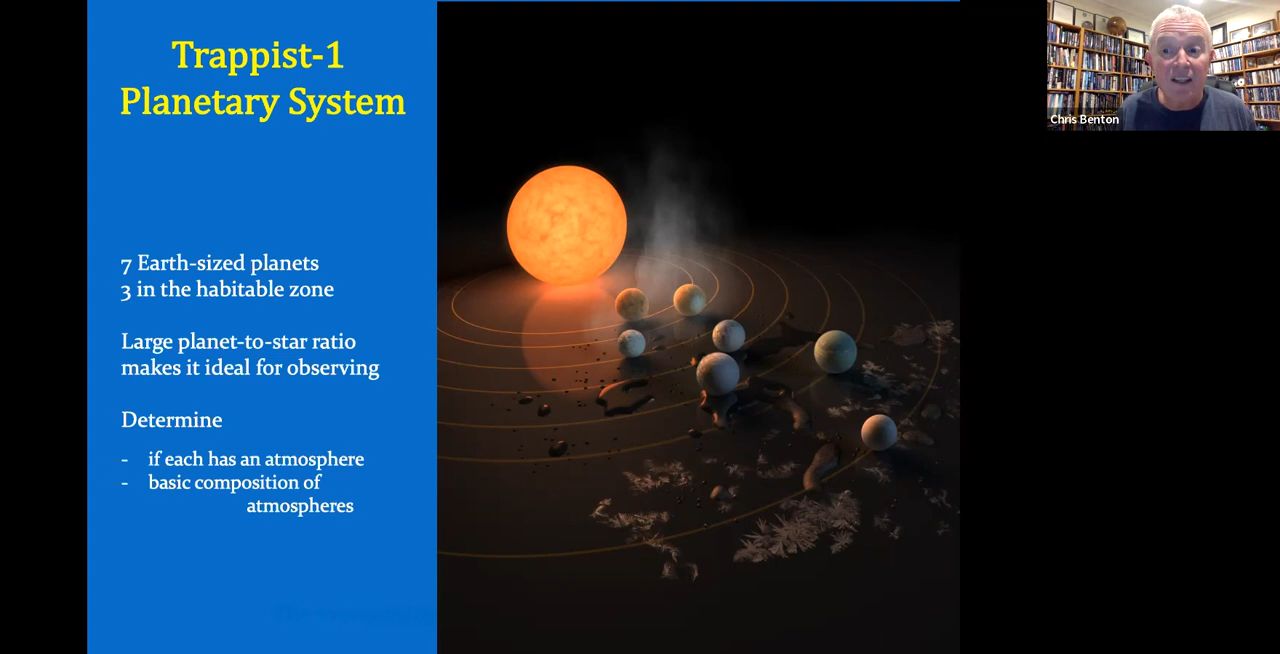 Trappist-1
Planetary System
7 Earth-sized planets
3 in the habitable zone
Large planet-to-star ratio
makes it ideal for observing
Determine
- if each has an atmosphere
- basic composition of
atmospheres
Chris Benton